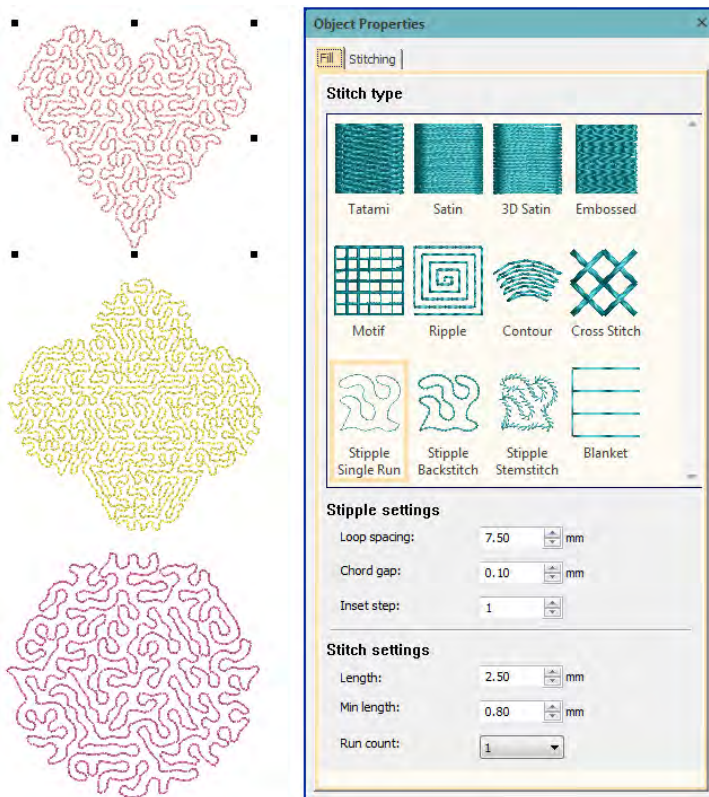 Object Properties
Fill Stitching
Stitch type
Tatami Satin 3D Satin Embossed
Motif Ripple Contour Cross Stitch
Stipple Single Run Stipple Backstitch Stipple Stemstitch Blanket
Stipple settings
Loop spacing: 7.50 mm
Chord gap: 0.10 mm
Inset step: 1
Stitch settings
Length: 2.50 mm
Min length: 0.80 mm
Run count: 1